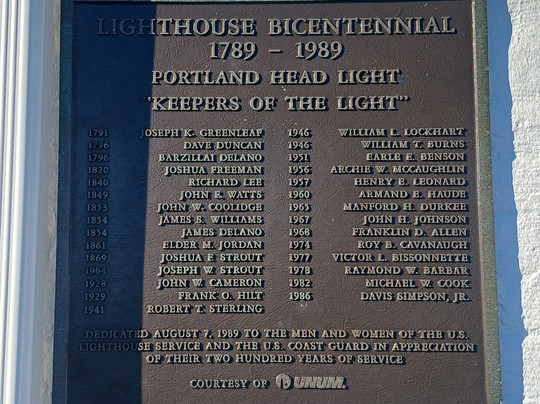 LIGHTHOUSE BICENTENNIAL
1789 – 1989
PORTLAND HEAD LIGHT
"KEEPERS OF THE LIGHT"
1791 JOSEPH K. GREENLEAF
1796 DAVE DUNCAN
1796 BARZILLAI DELANO
1820 JOSHUA FREEMAN
1840 RICHARD LEE
1849 JOHN E. WATTS
1853 JOHN W. COOLIDGE
1854 JAMES S. WILLIAMS
1854 JAMES DELANO
1861 ELDER M. JORDAN
1869 JOSHUA F. STROUT
1904 JOSEPH W. STROUT
1928 JOHN W. CAMERON
1929 FRANK O. HILT
1941 ROBERT T. STERLING
1946 WILLIAM L. LOCKHART
1946 WILLIAM T. BURNS
1951 EARLE E. BENSON
1956 ARCHIE W. MCCAUGHLIN
1957 HENRY E. LEONARD
1960 ARMAND E. HAUDE
1963 MANFORD H. DURKEE
1967 JOHN H. JOHNSON
1968 FRANKLIN D. ALLEN
1974 ROY B. CAVANAUGH
1977 VICTOR L. BISSONNETTE
1978 RAYMOND W. BARBAR
1982 MICHAEL W. COOK
1986 DAVIS SIMPSON, JR.
DEDICATED AUGUST 7, 1989 TO THE MEN AND WOMEN OF THE U.S.
LIGHTHOUSE SERVICE AND THE U.S. COAST GUARD IN APPRECIATION
OF THEIR TWO HUNDRED YEARS OF SERVICE
COURTESY OF UNUM.